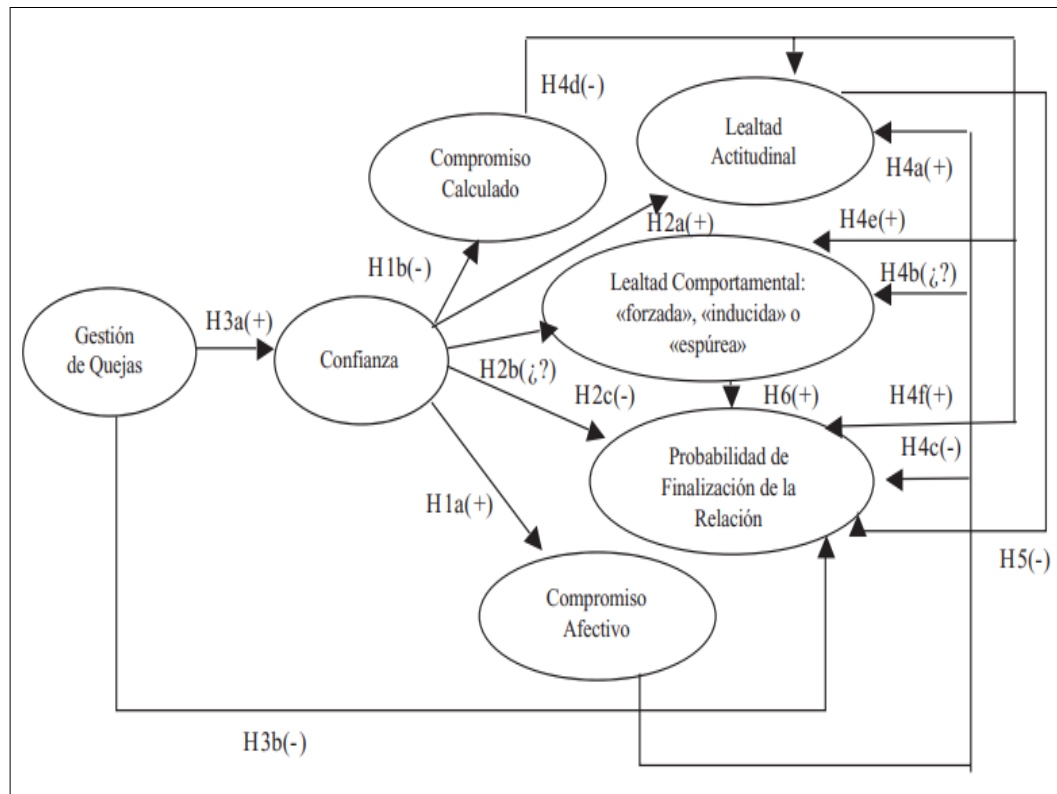 H4d(-)
Lealtad
Actitudinal
Compromiso
Calculado
H4a(+)
H2a(+)
H4e(+)
H1b(-)
H4b(¿?)
Lealtad Comportamental:
«forzada», «inducida» o
«espúrea»
H3a(+)
Gestión
de Quejas
Confianza
H2b(¿?)
H2c(-)
H6(+)
H4f(+)
H4c(-)
Probabilidad de
Finalización de la
Relación
H1a(+)
H5(-)
Compromiso
Afectivo
H3b(-)